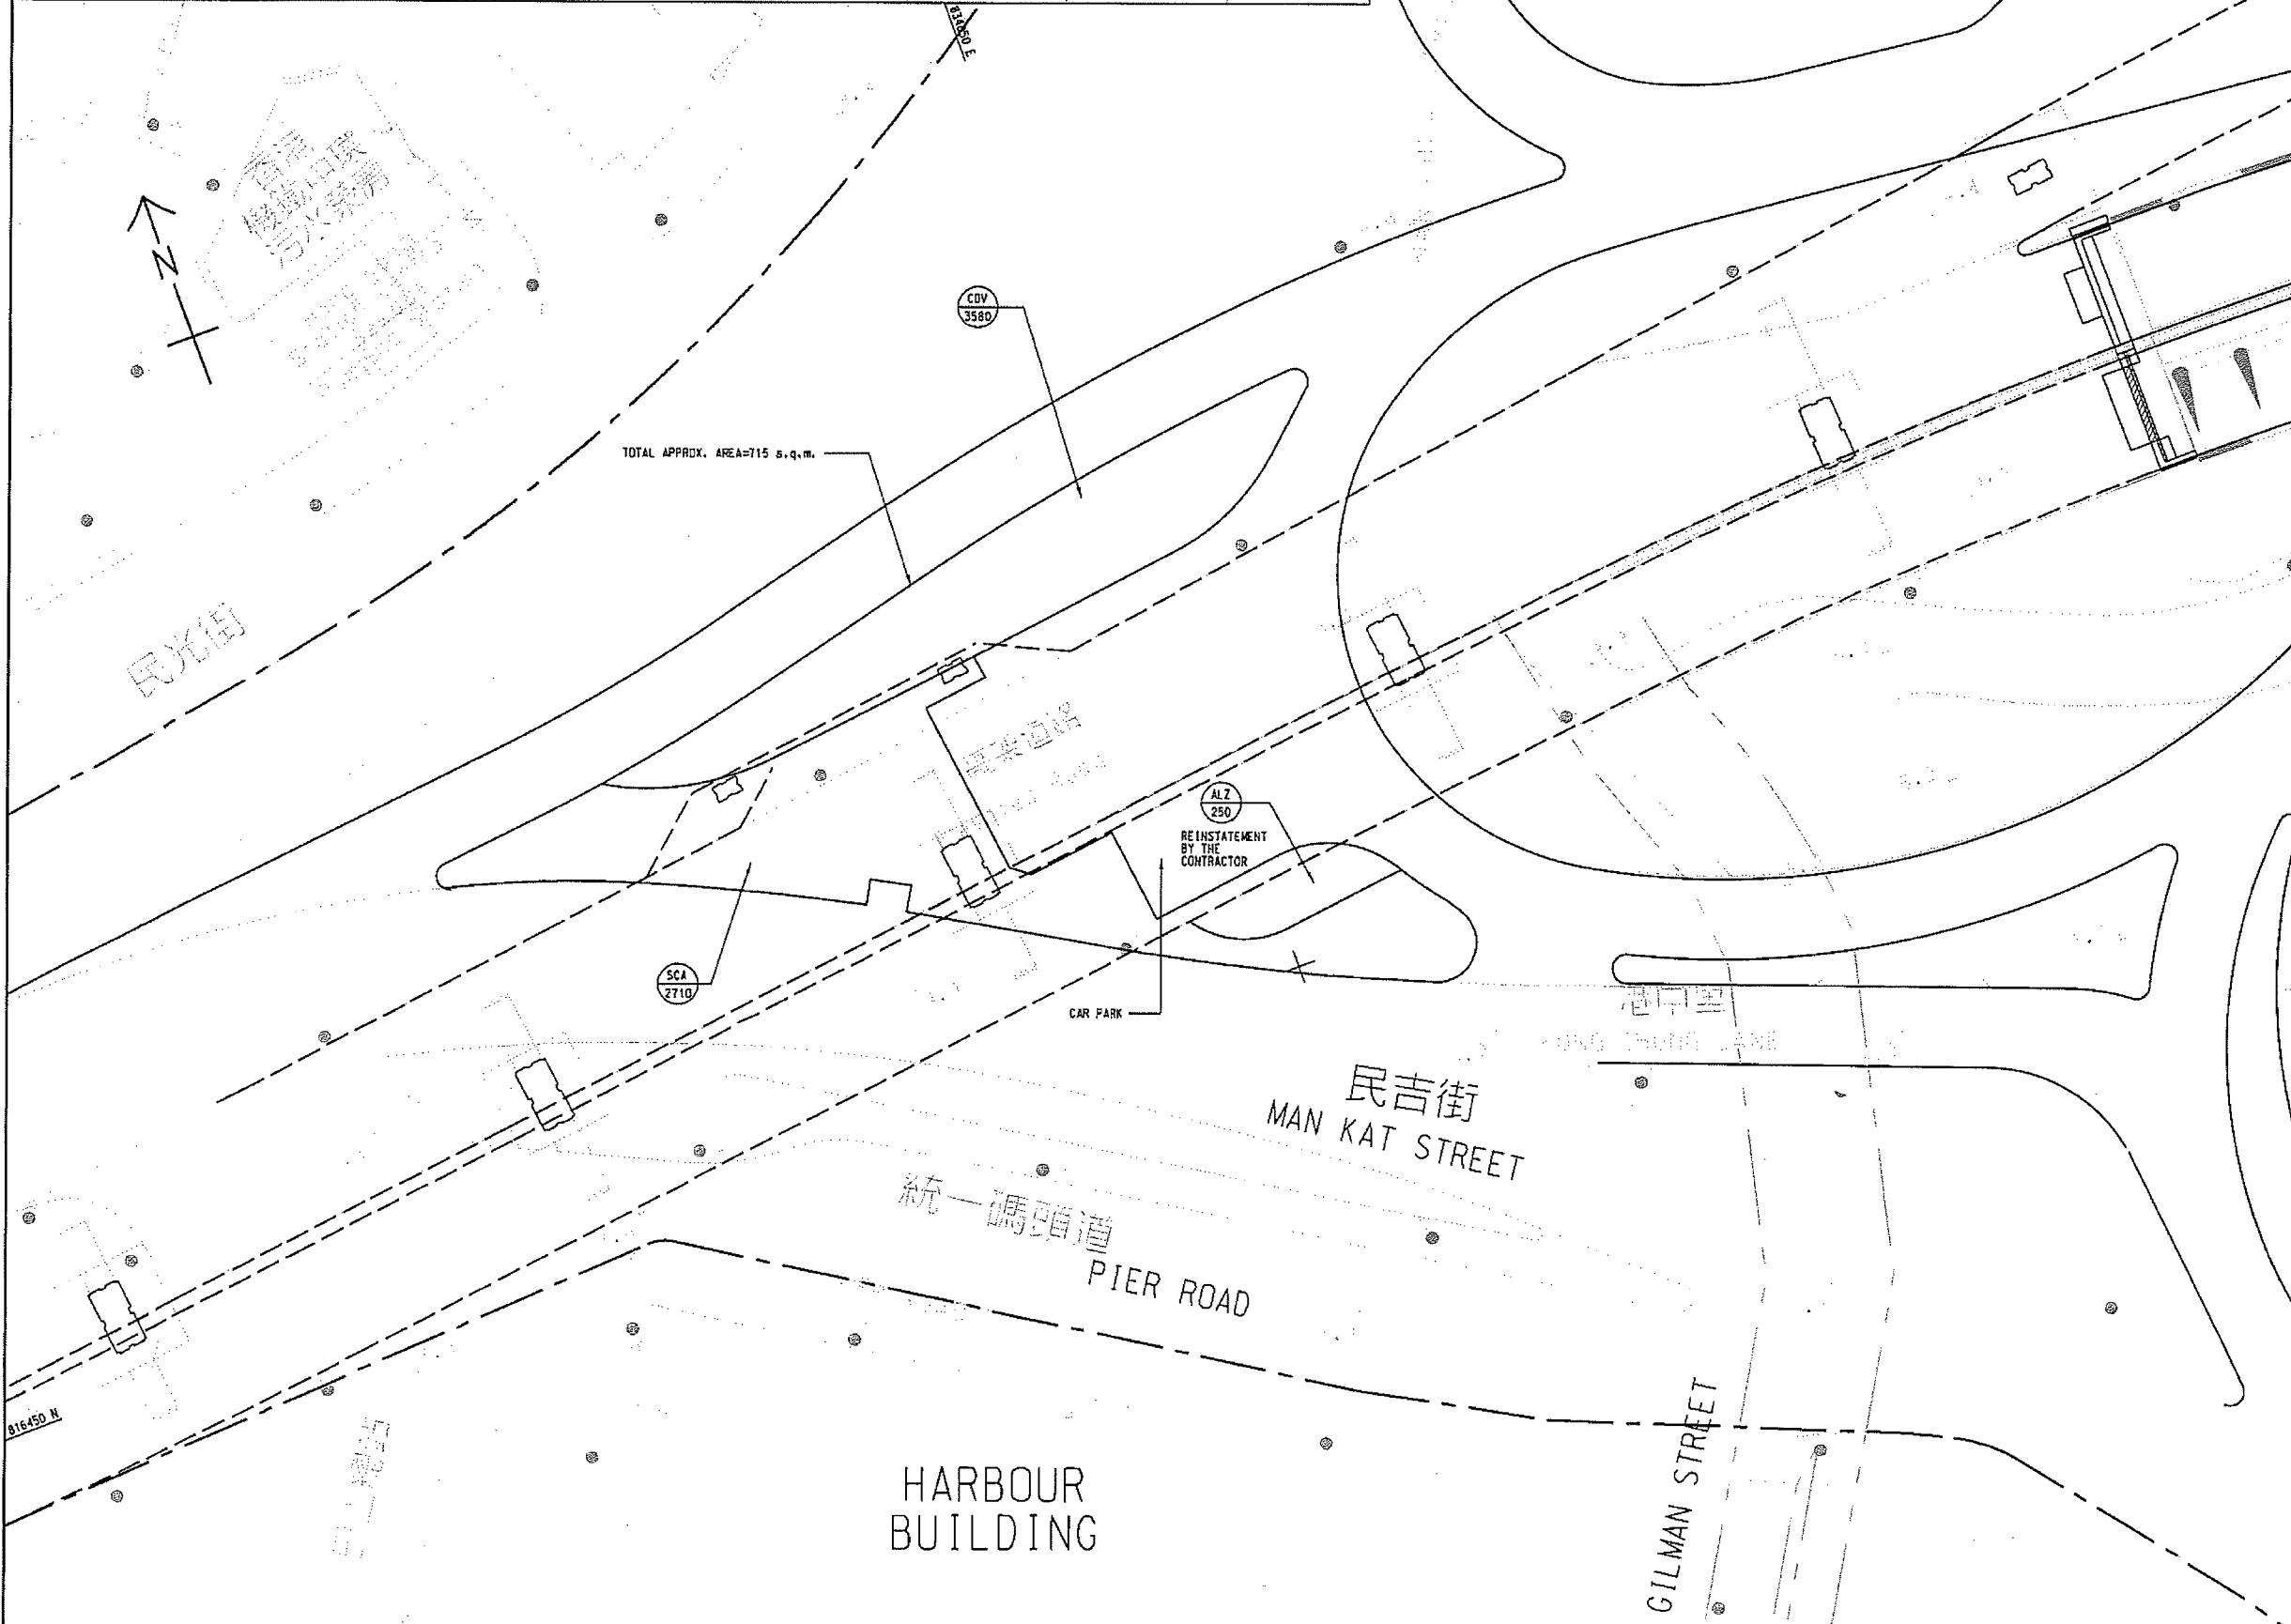 834650 E
N
CDV
3580
TOTAL APPROX. AREA=715 s.q.m.
民光街
ALZ
250
REINSTATEMENT
BY THE
CONTRACTOR
SCA
2710
CAR PARK
民吉街
MAN KAT STREET
統一碼頭道
PIER ROAD
816450 N
HARBOUR
BUILDING
GILMAN STREET